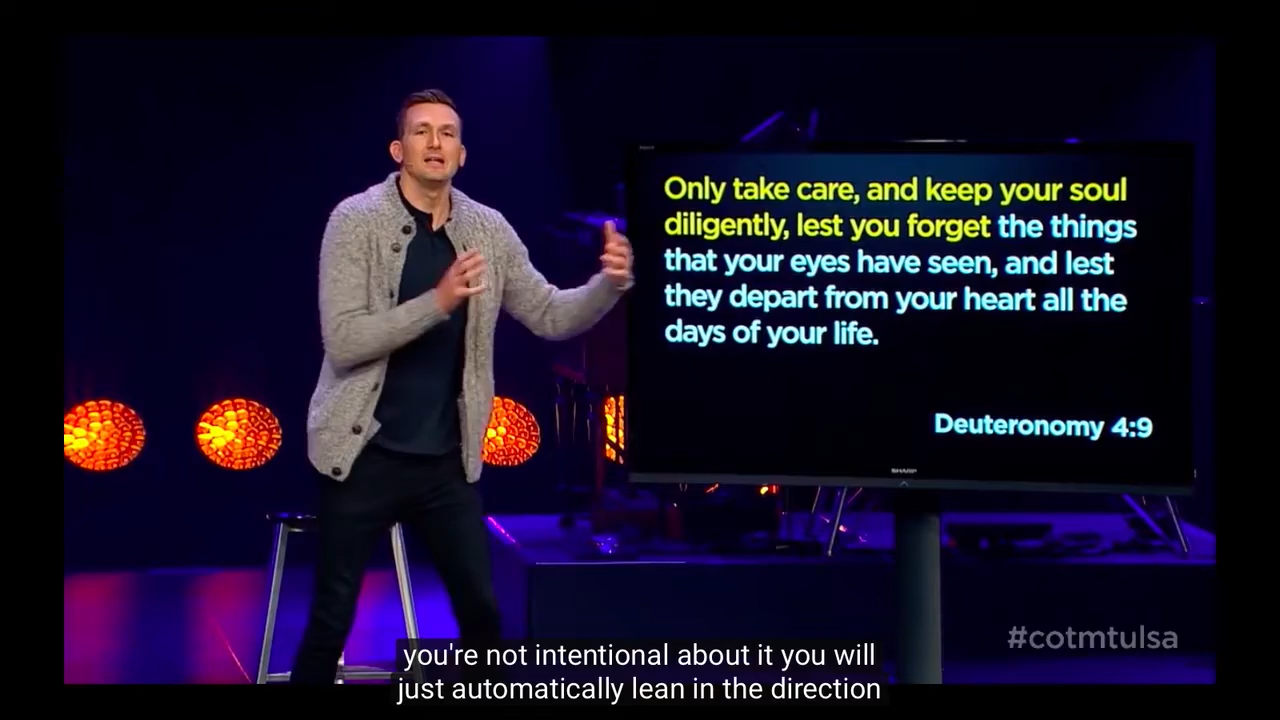 Only take care, and keep your soul
diligently, lest you forget the things
that your eyes have seen, and lest
they depart from your heart all the
days of your life.
Deuteronomy 4:9
SHARP
#cotmtulsa
you're not intentional about it you will
just automatically lean in the direction